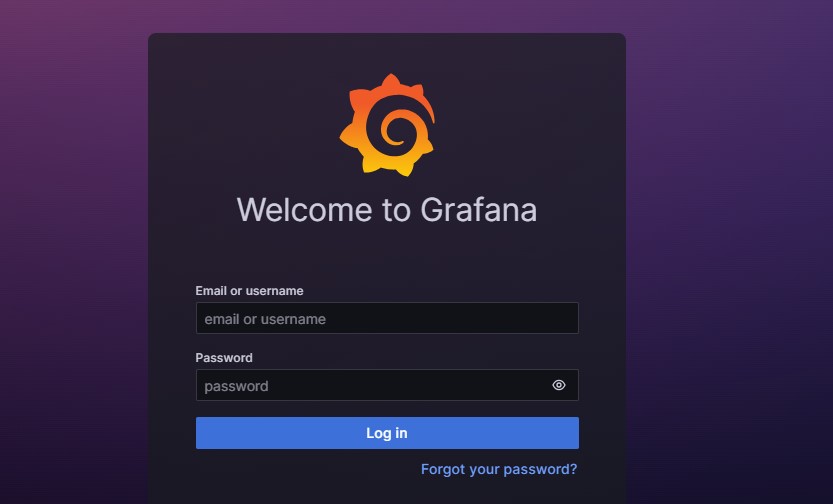 Welcome to Grafana
Email or username
email or username
Password
password
Log in
Forgot your password?